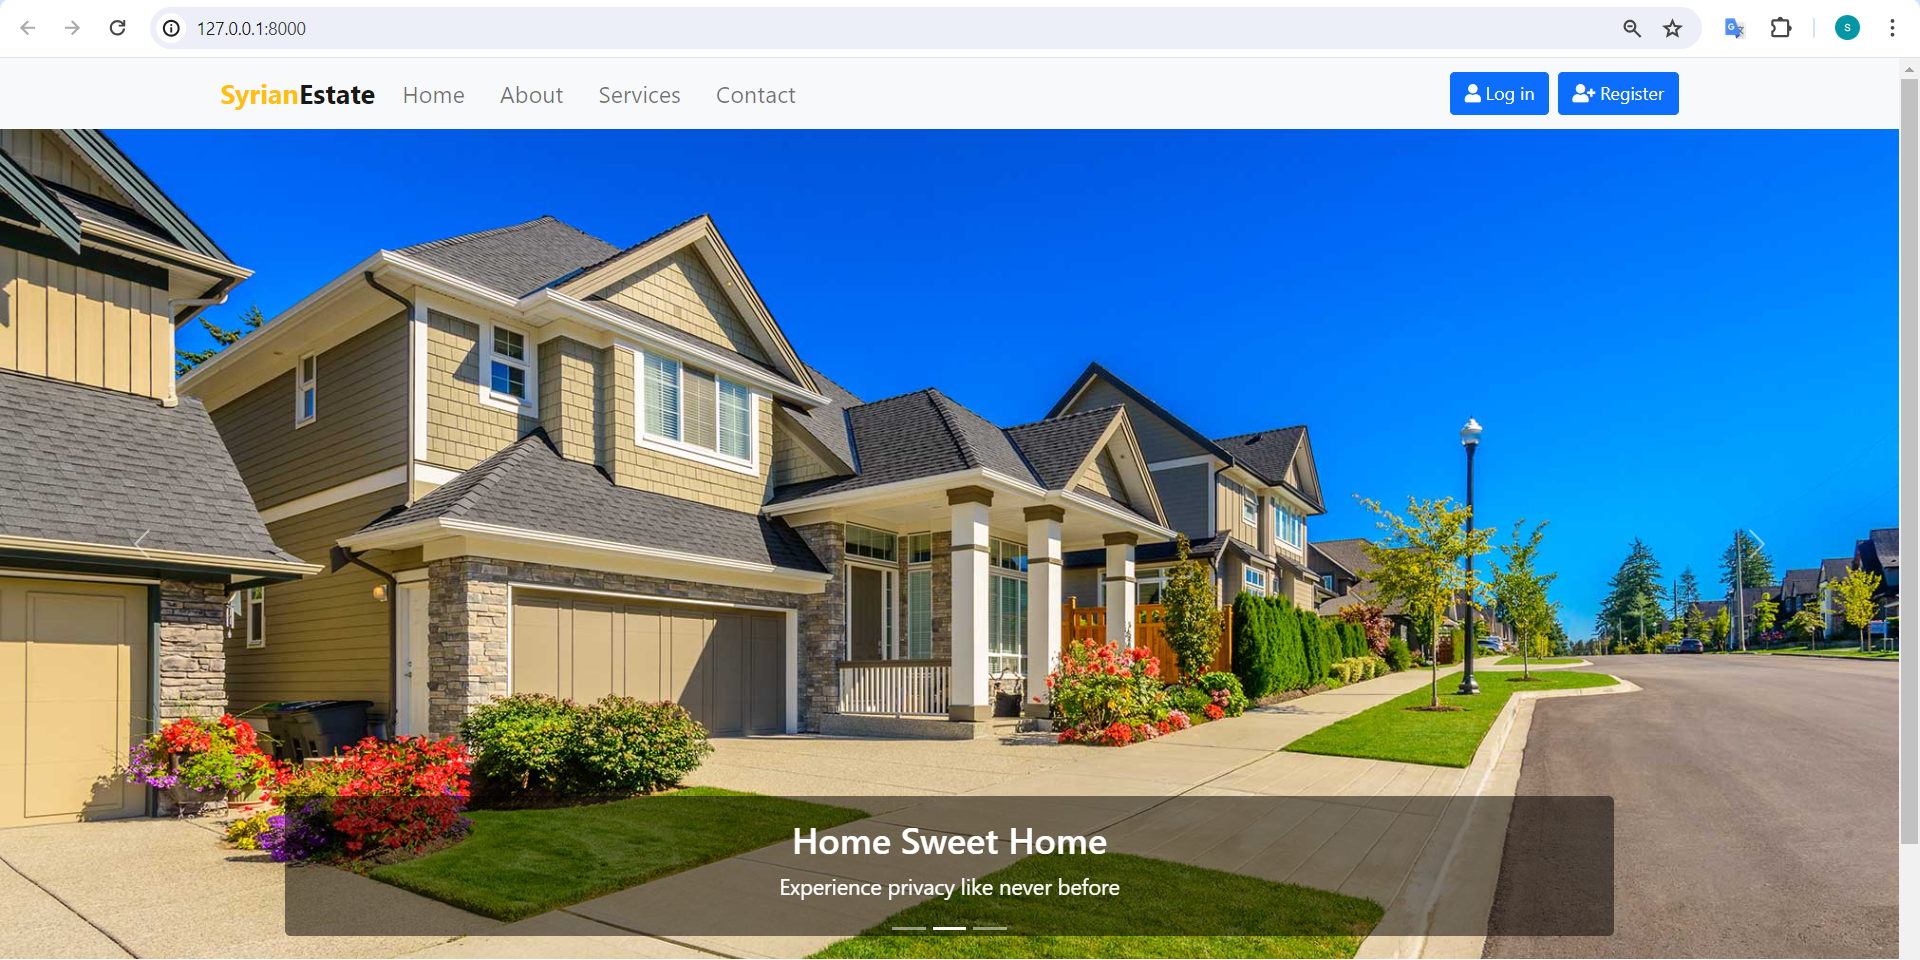 127.0.0.1:8000
S
SyrianEstate Home About Services Contact Log in Register
Home Sweet Home
Experience privacy like never before